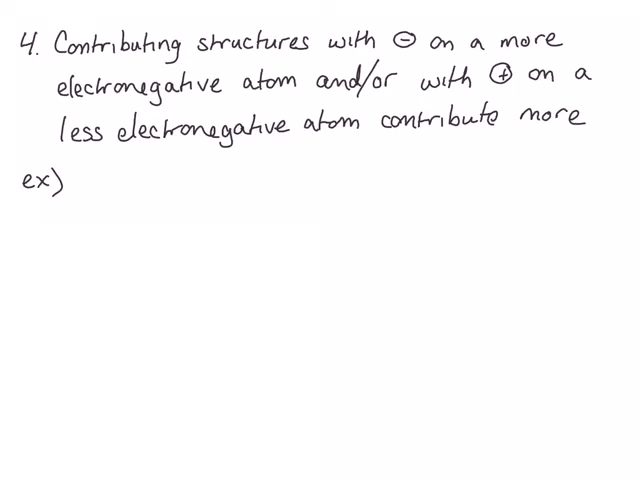 4. Contributing structures with ⊖ on a more
electronegative atom and/or with ⊕ on a
less electronegative atom contribute more
ex)